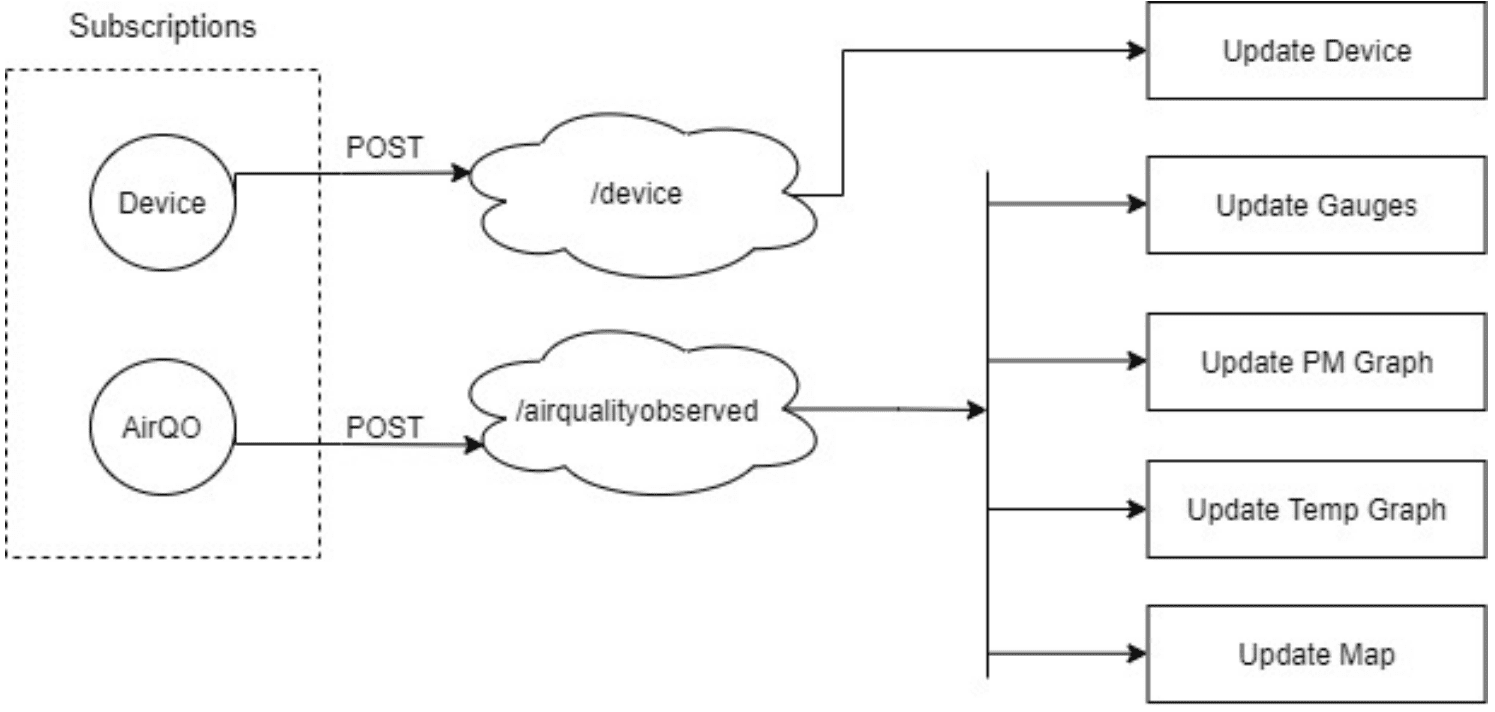 Subscriptions
Device
POST
/device
Update Device
Update Gauges
AirQO
POST
/airqualityobserved
Update PM Graph
Update Temp Graph
Update Map